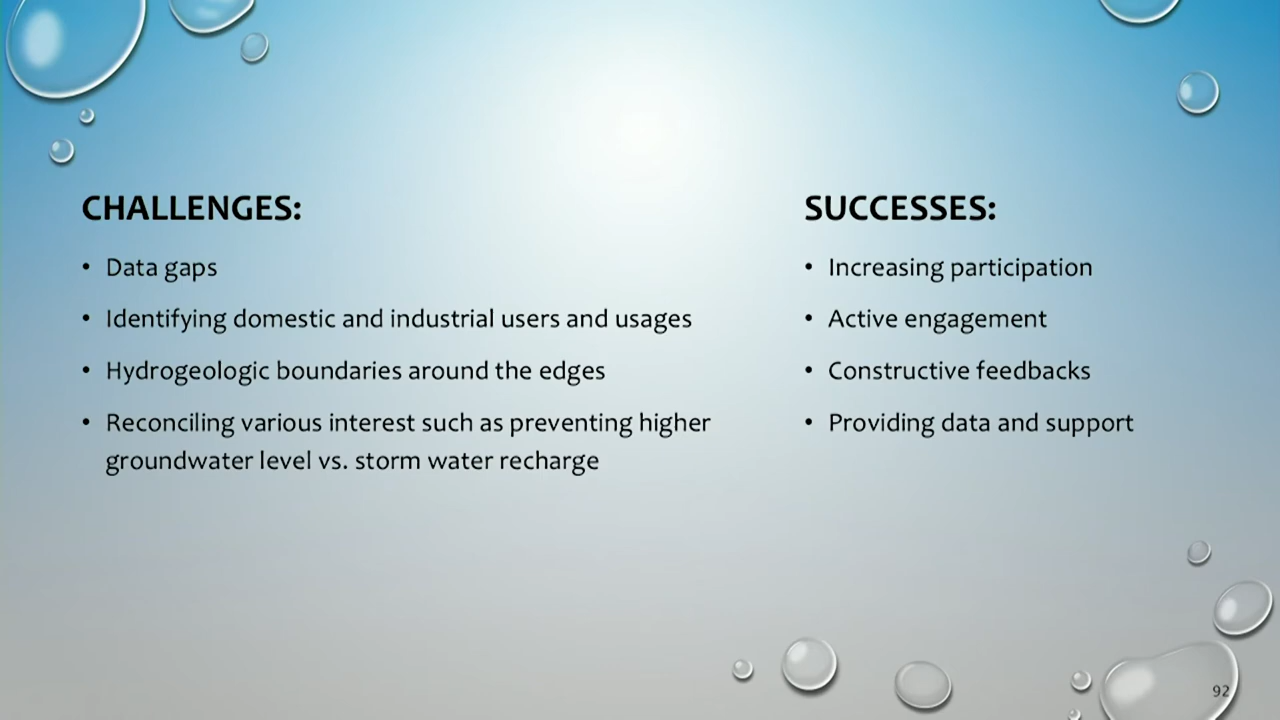 CHALLENGES:
• Data gaps
• Identifying domestic and industrial users and usages
• Hydrogeologic boundaries around the edges
• Reconciling various interest such as preventing higher
groundwater level vs. storm water recharge
SUCCESSES:
• Increasing participation
• Active engagement
• Constructive feedbacks
• Providing data and support
92